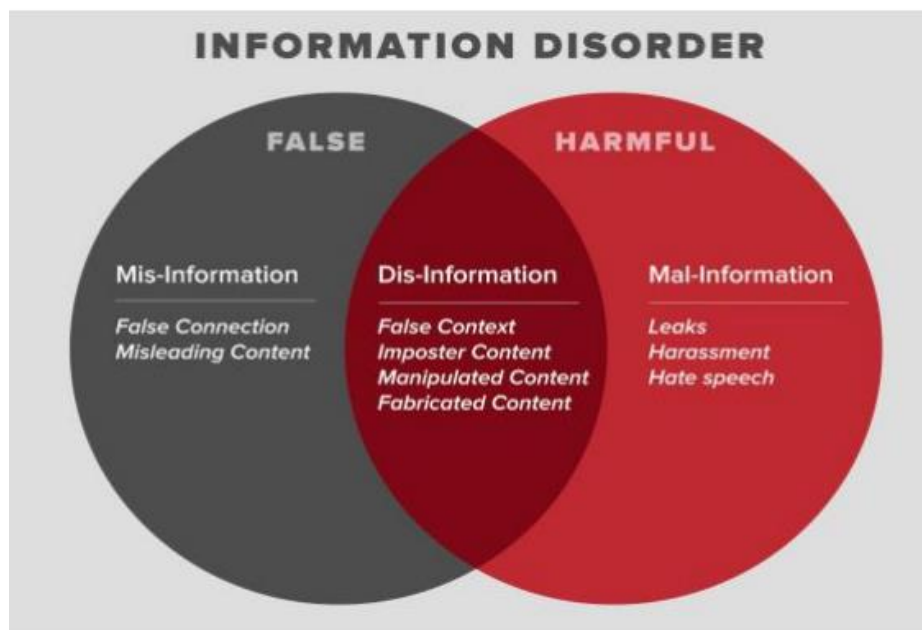 INFORMATION DISORDER
FALSE
HARMFUL
Mis-Information
False Connection
Misleading Content
Dis-Information
False Context
Imposter Content
Manipulated Content
Fabricated Content
Mal-Information
Leaks
Harassment
Hate speech